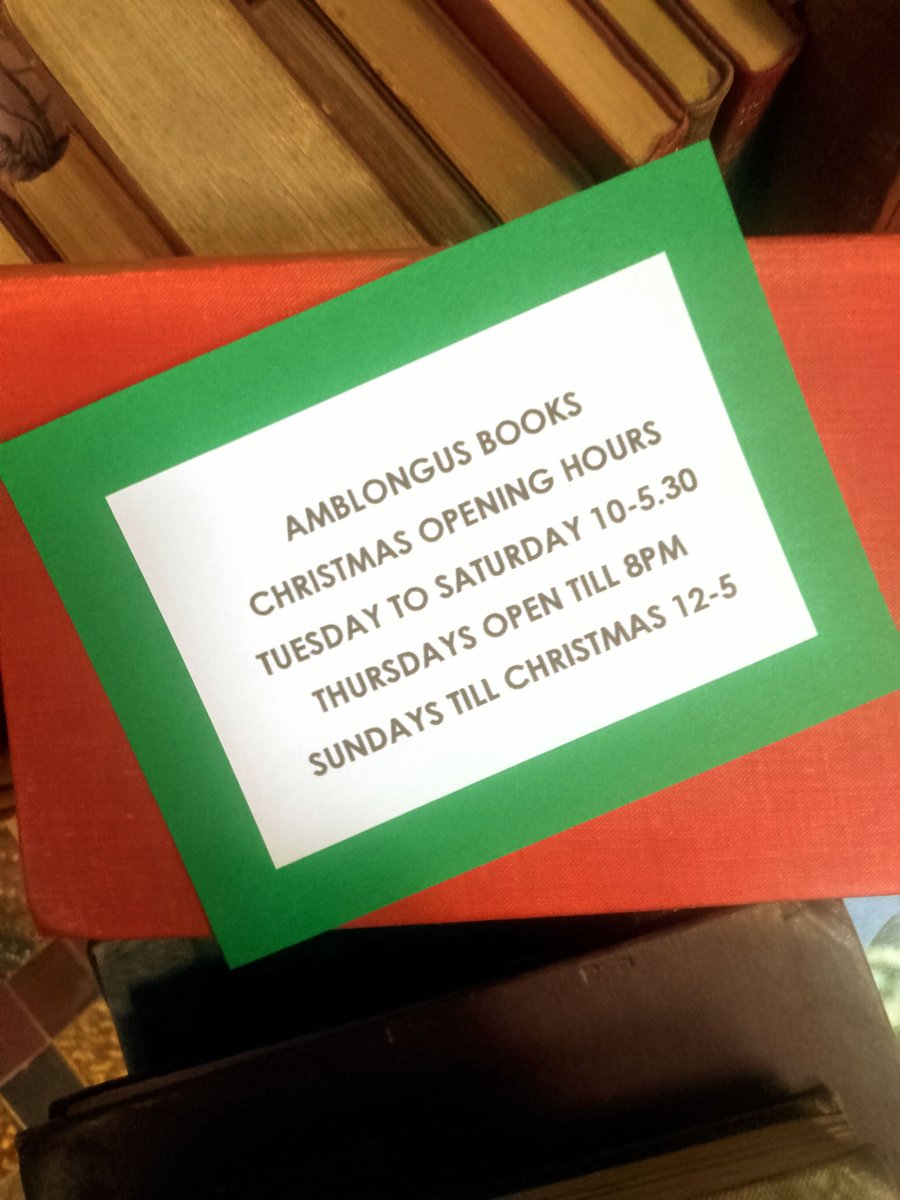 AMBLONGUS BOOKS
CHRISTMAS OPENING HOURS
TUESDAY TO SATURDAY 10-5.30
THURSDAYS OPEN TILL 8PM
SUNDAYS TILL CHRISTMAS 12-5